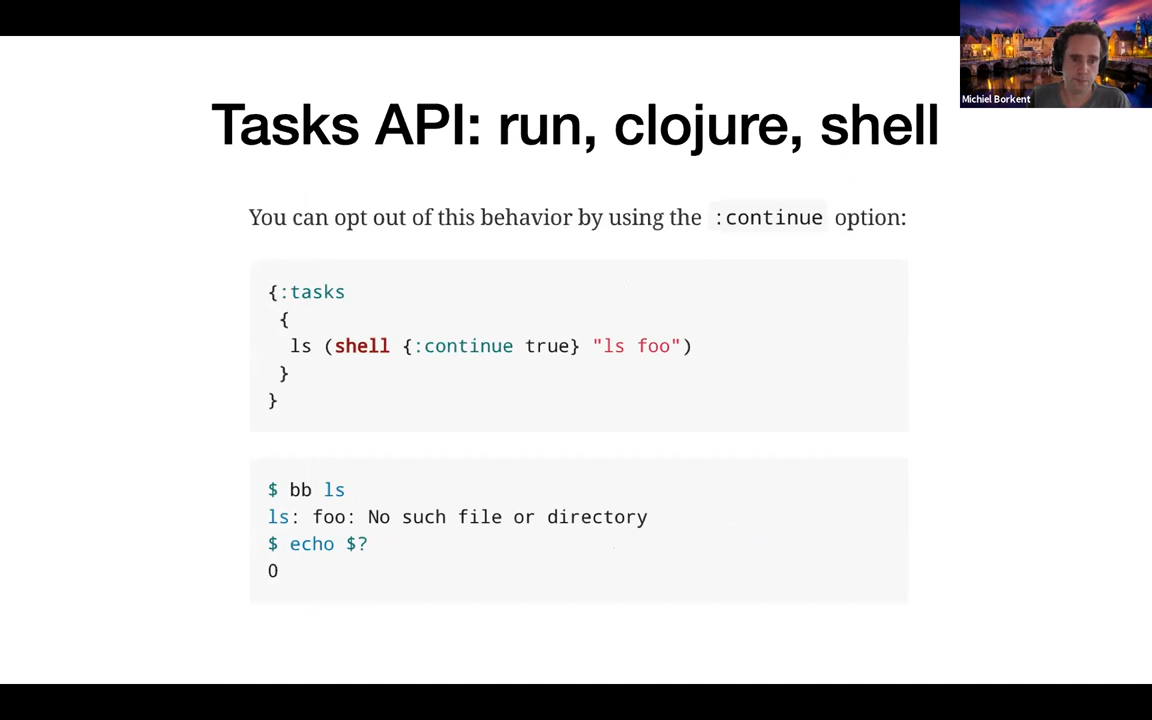 Michiel Borkent
Tasks API: run, clojure, shell
You can opt out of this behavior by using the :continue option:
{:tasks
 {
  ls (shell {:continue true} "ls foo")
 }
}
$ bb ls
ls: foo: No such file or directory
$ echo $?
0